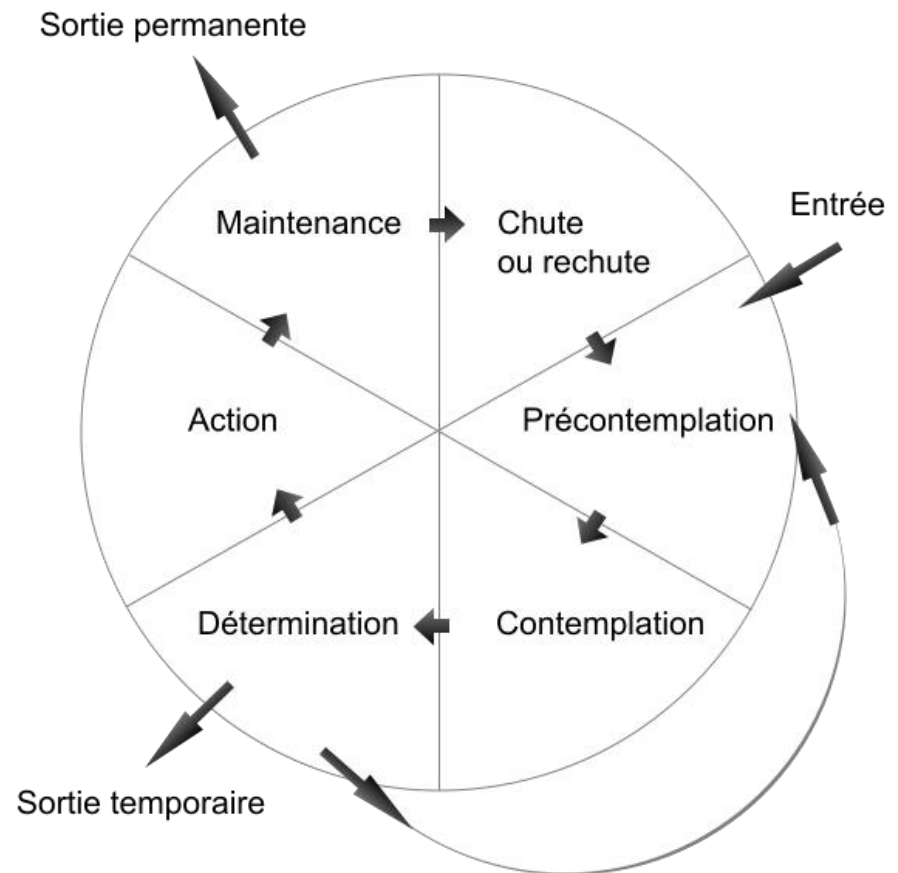 Sortie permanente
Entrée
Maintenance
Chute
ou rechute
Action
Précontemplation
Détermination
Contemplation
Sortie temporaire